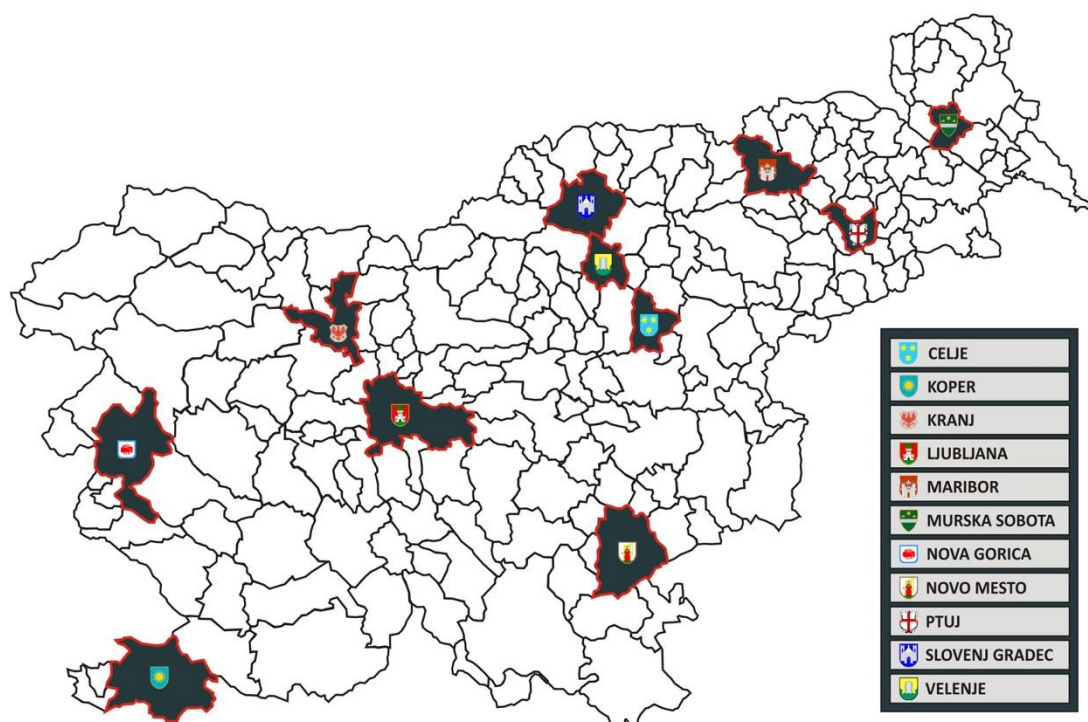 CELJE
KOPER
KRANJ
LJUBLJANA
MARIBOR
MURSKA SOBOTA
NOVA GORICA
NOVO MESTO
PTUJ
SLOVENJ GRADEC
VELENJE